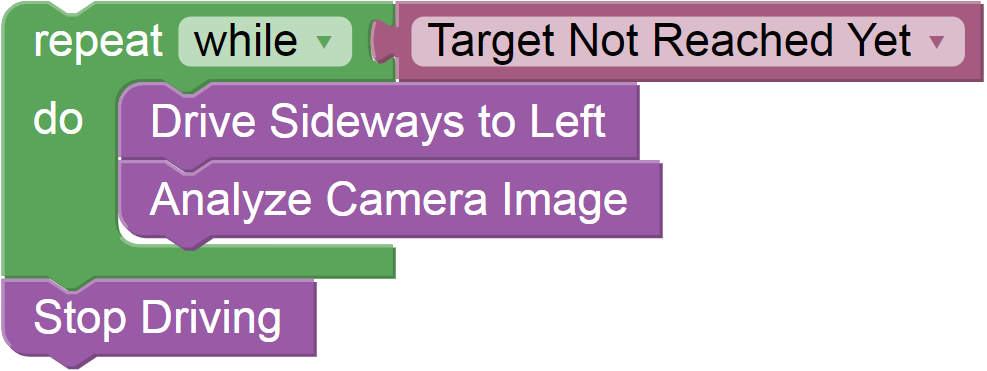 repeat while Target Not Reached Yet
do Drive Sideways to Left
Analyze Camera Image
Stop Driving